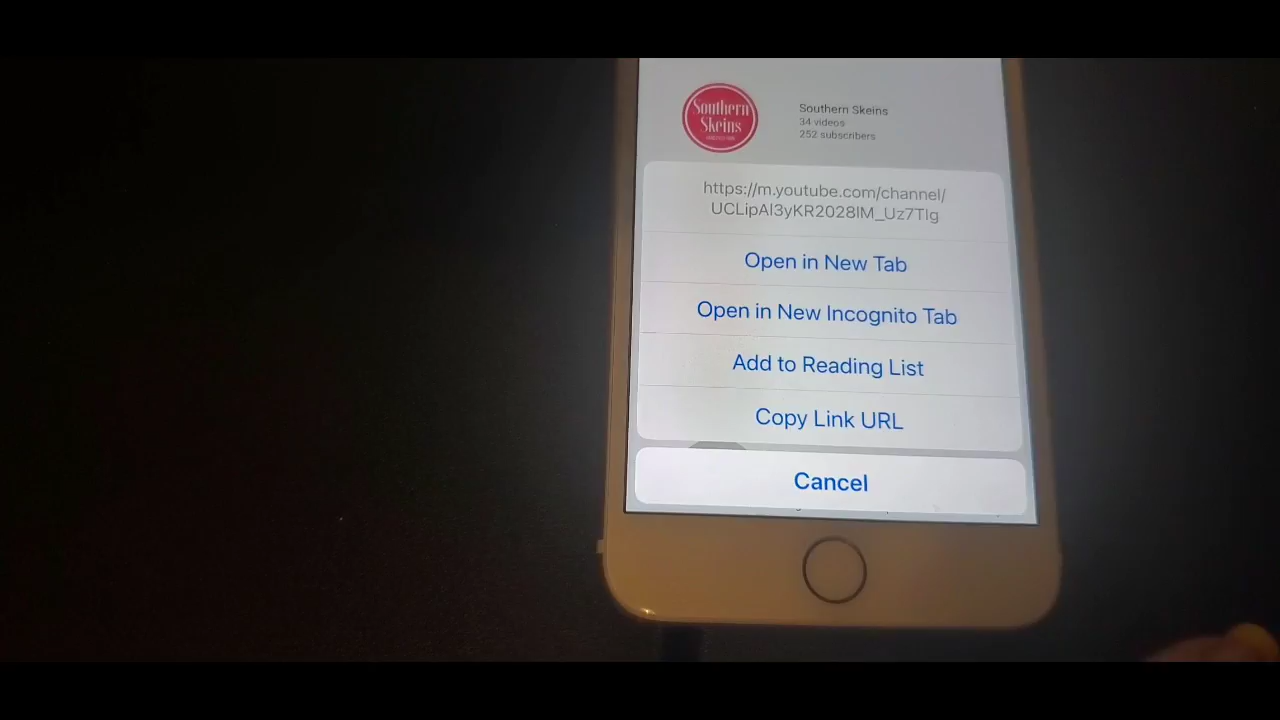 Southern
Skeins
Southern Skeins
34 videos
252 subscribers
https://m.youtube.com/channel/
UCLipAl3yKR2028lM_Uz7Tlg
Open in New Tab
Open in New Incognito Tab
Add to Reading List
Copy Link URL
Cancel